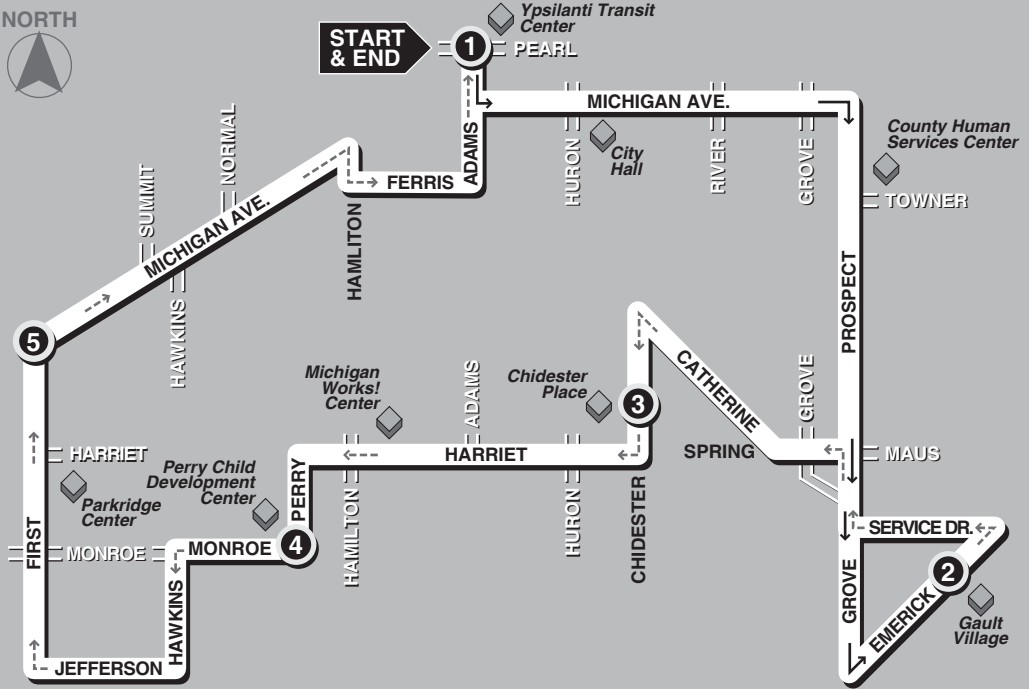 NORTH
START
& END
1
Ypsilanti Transit
Center
PEARL
MICHIGAN AVE.
ADAMS
HURON
City
Hall
RIVER
GROVE
County Human
Services Center
TOWNER
NORMAL
SUMMIT
MICHIGAN AVE.
FERRIS
HAMLITON
HAWKINS
PROSPECT
5
Michigan
Works!
Center
ADAMS
Chidester
Place
3
CATHERINE
GROVE
SPRING
MAUS
HARRIET
HARRIET
Perry Child
Development
Center
PERRY
Parkridge
Center
HAMILTON
HURON
CHIDESTER
FIRST
MONROE
MONROE
4
SERVICE DR.
2
GROVE
EMERICK
Gault
Village
HAWKINS
JEFFERSON